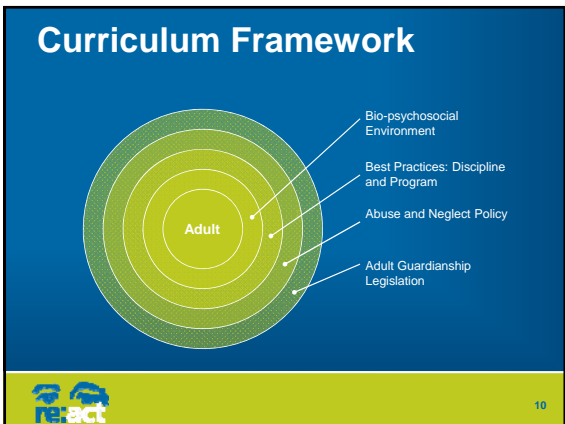 Curriculum Framework
Bio-psychosocial
Environment
Best Practices: Discipline
and Program
Abuse and Neglect Policy
Adult
Adult Guardianship
Legislation
re:act
10